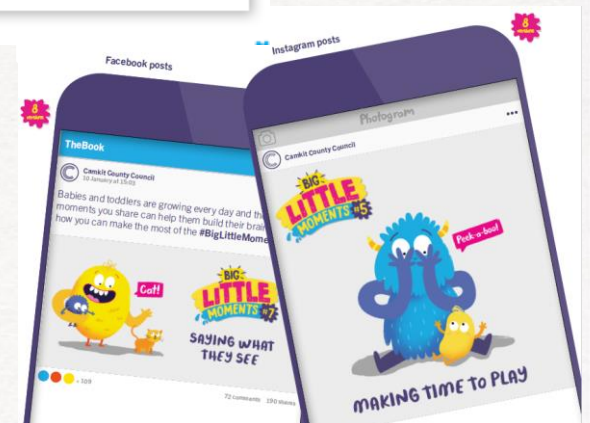 Facebook posts
8
versions
TheBook
Camkit County Council
Babies and toddlers are growing every day and the
moments you share can help them build their brain
how you can make the most of the #BigLittleMome
Cat!
BIG
LITTLE
MOMENTS #7
SAYING WHAT
THEY SEE
+ 109
72 comments 190 shares
Instagram posts
8
versions
Photogram
Camkit County Council
BIG
LITTLE
MOMENTS #5
Peek-a-boo!
MAKING TIME TO PLAY